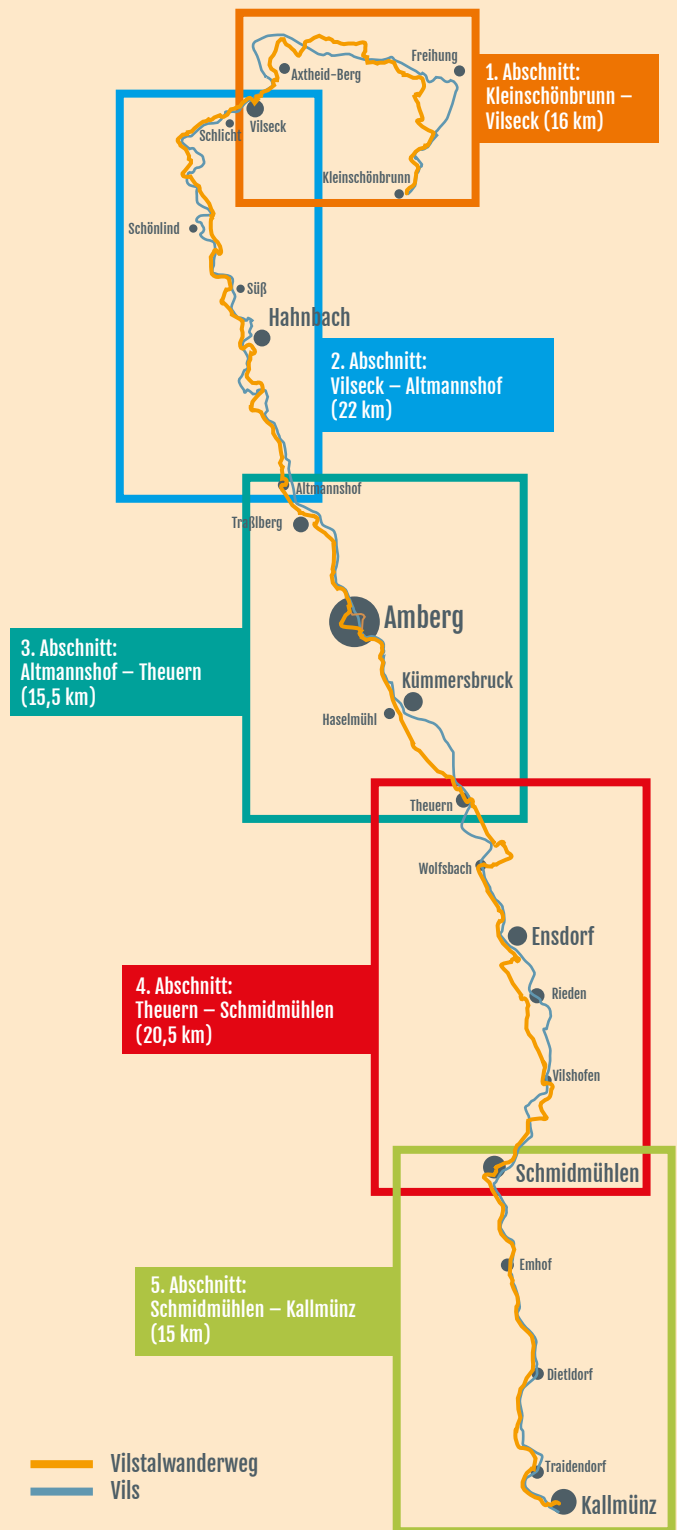 Freihung
1. Abschnitt:
Kleinschönbrunn –
Vilseck (16 km)
Axtheid-Berg
Vilseck
Schlicht
Kleinschönbrunn
Schönlind
Süß
Hahnbach
2. Abschnitt:
Vilseck – Altmannshof
(22 km)
Altmannshof
Traßlberg
Amberg
3. Abschnitt:
Altmannshof – Theuern
(15,5 km)
Kümmersbruck
Haselmühl
Theuern
Wolfsbach
Ensdorf
4. Abschnitt:
Theuern – Schmidmühlen
(20,5 km)
Rieden
Vilshofen
Schmidmühlen
Emhof
5. Abschnitt:
Schmidmühlen – Kallmünz
(15 km)
Dietldorf
Traidendorf
Kallmünz
Vilstalwanderweg
Vils